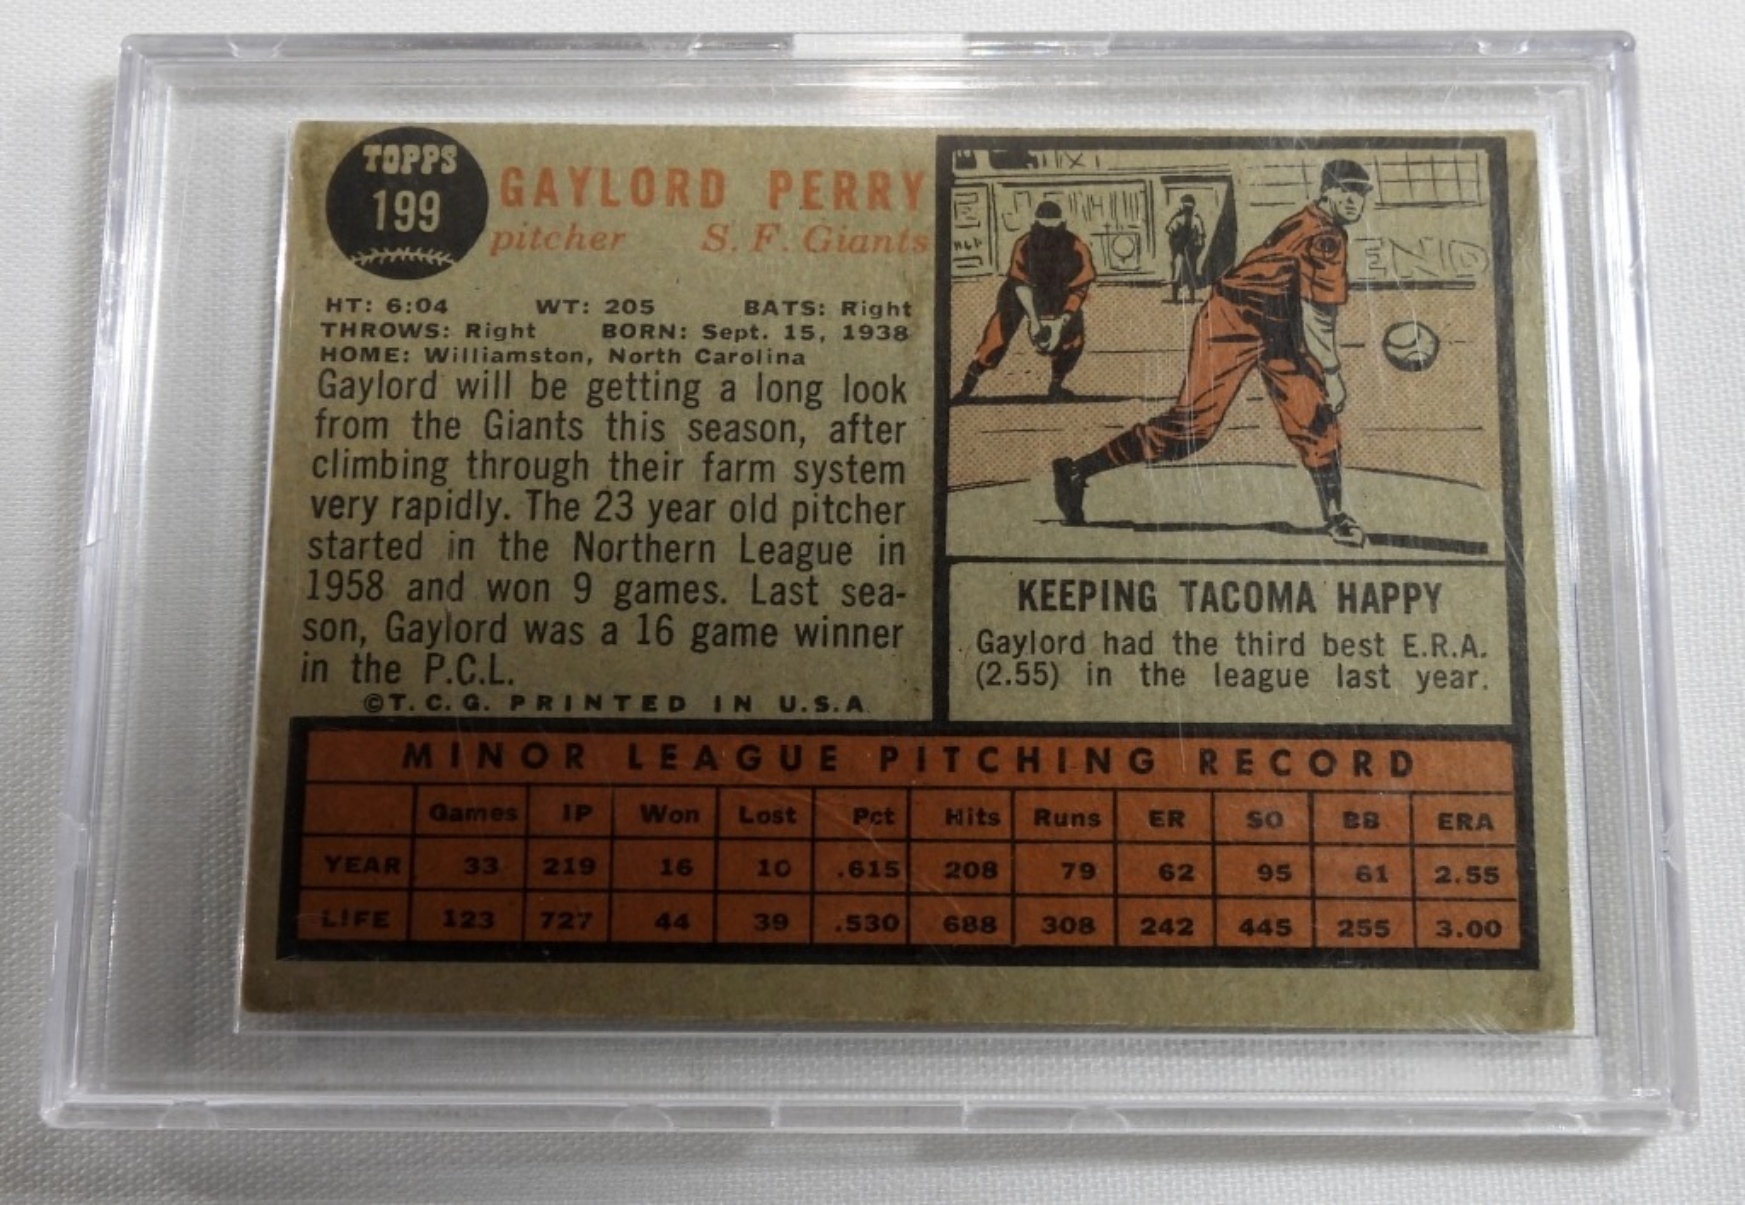 TOPPS
199
GAYLORD PERRY
pitcher S. F. Giants
HT: 6:04 WT: 205 BATS: Right
THROWS: Right BORN: Sept. 15, 1938
HOME: Williamston, North Carolina
Gaylord will be getting a long look
from the Giants this season, after
climbing through their farm system
very rapidly. The 23 year old pitcher
started in the Northern League in
1958 and won 9 games. Last sea-
son, Gaylord was a 16 game winner
in the P.C.L.
©T. C. G. PRINTED IN U.S.A
KEEPING TACOMA HAPPY
Gaylord had the third best E.R.A.
(2.55) in the league last year.
MINOR LEAGUE PITCHING RECORD
Games IP Won Lost Pct Hits Runs ER SO BB ERA
YEAR 33 219 16 10 .615 208 79 62 95 61 2.55
LIFE 123 727 44 39 .530 688 308 242 445 255 3.00